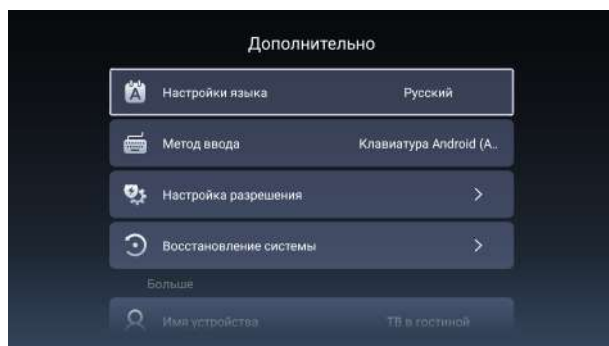 Дополнительно
Настройки языка Русский
Метод ввода Клавиатура Android (A..
Настройка разрешения
Восстановление системы
Больше
Имя устройства ТВ в гостиной